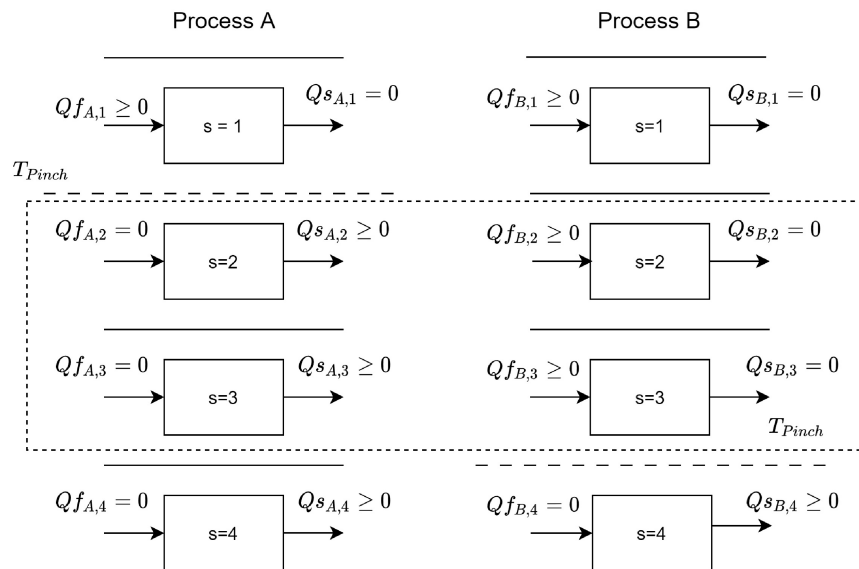 Process A
Process B
Qf_{A,1} ≥ 0
Qs_{A,1} = 0
Qf_{B,1} ≥ 0
Qs_{B,1} = 0
s = 1
s=1
T_{Pinch}
Qf_{A,2} = 0
Qs_{A,2} ≥ 0
Qf_{B,2} ≥ 0
Qs_{B,2} = 0
s=2
s=2
Qf_{A,3} = 0
Qs_{A,3} ≥ 0
Qf_{B,3} ≥ 0
Qs_{B,3} = 0
s=3
s=3
T_{Pinch}
Qf_{A,4} = 0
Qs_{A,4} ≥ 0
Qf_{B,4} = 0
Qs_{B,4} ≥ 0
s=4
s=4